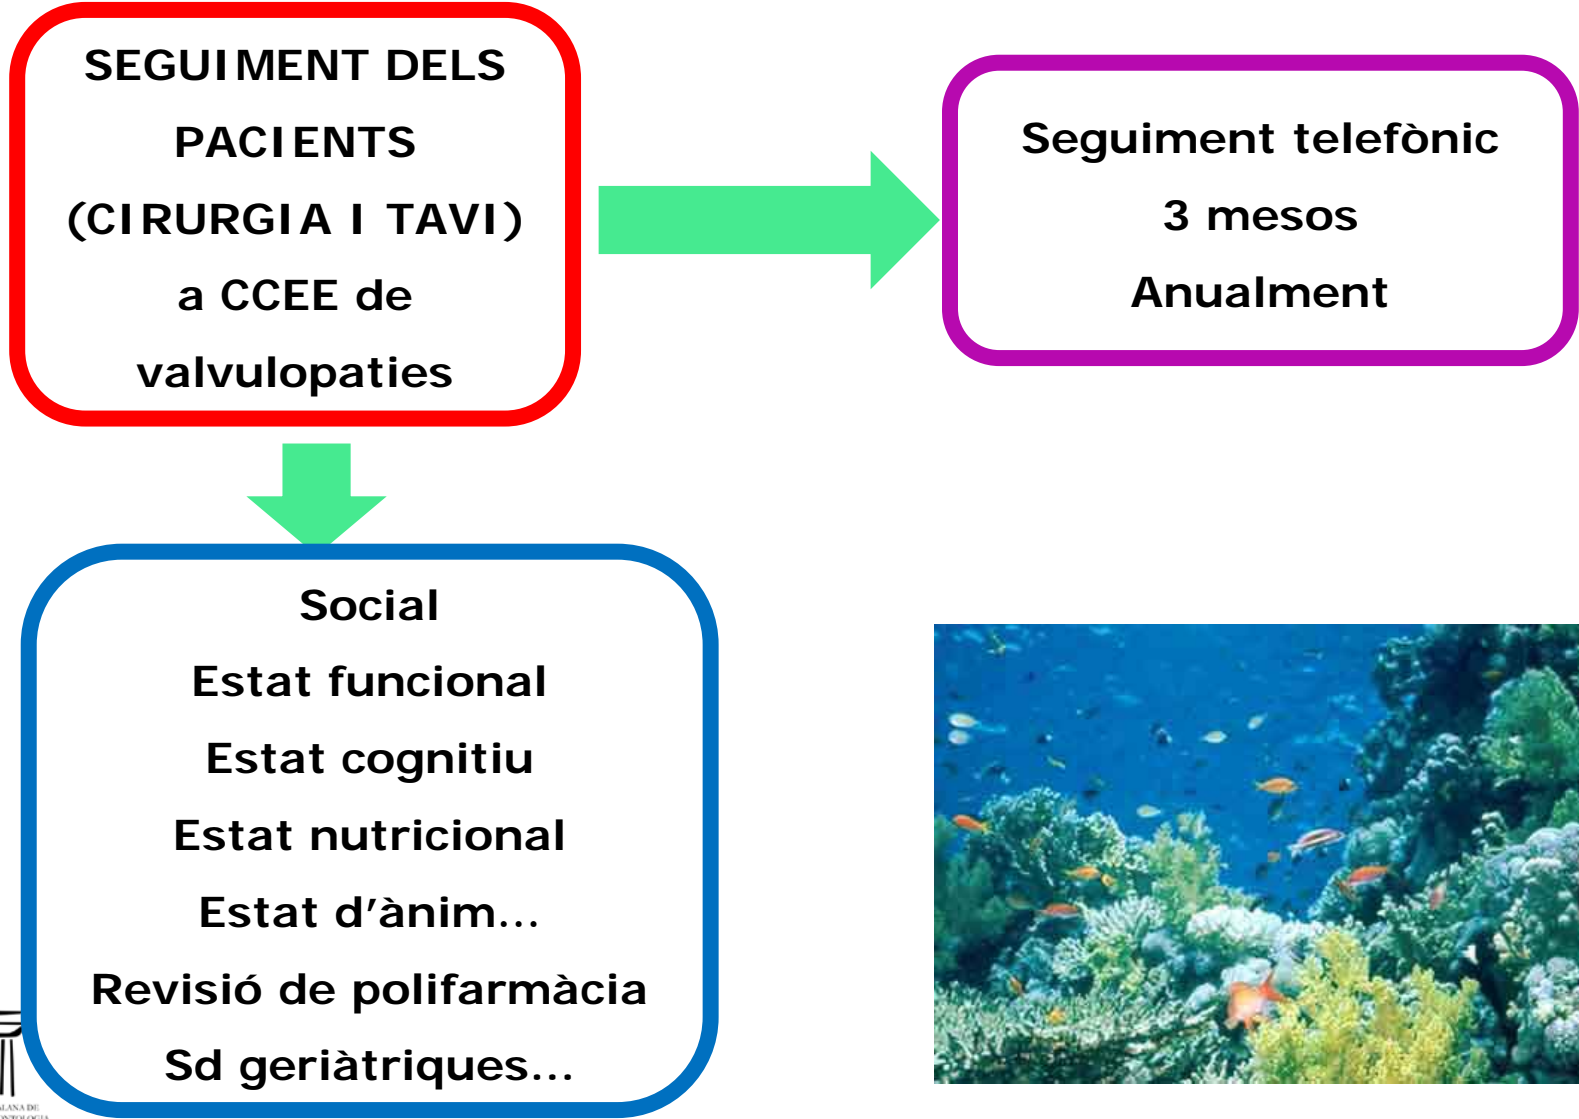 SEGUIMENT DELS
PACIENTS
(CIRURGIA I TAVI)
a CCEE de
valvulopaties
Seguiment telefònic
3 mesos
Anualment
Social
Estat funcional
Estat cognitiu
Estat nutricional
Estat d’ànim...
Revisió de polifarmàcia
Sd geriàtriques...